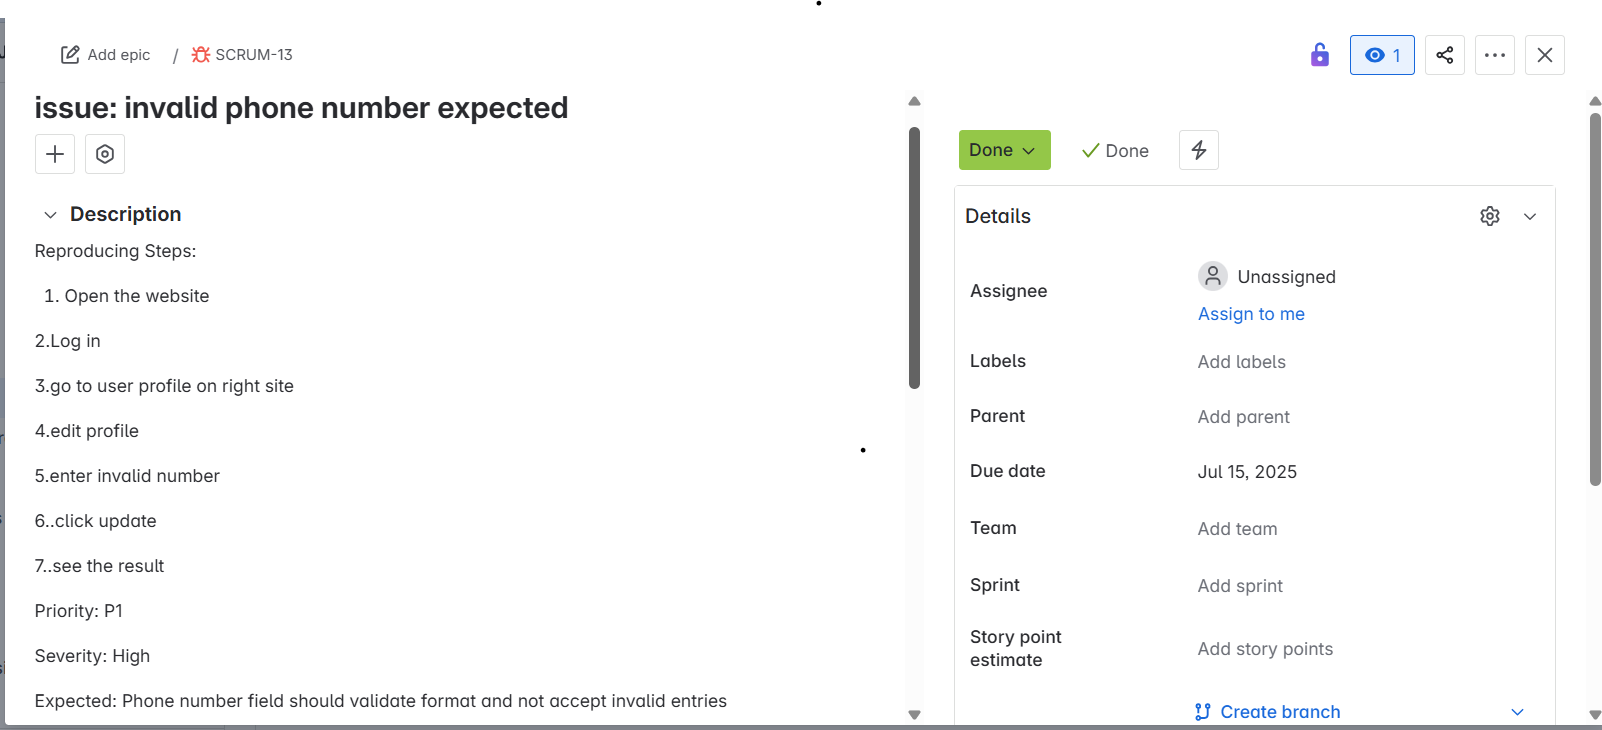 Add epic / SCRUM-13
1
issue: invalid phone number expected
Description
Reproducing Steps:
1. Open the website
2.Log in
3.go to user profile on right site
4.edit profile
5.enter invalid number
6..click update
7..see the result
Priority: P1
Severity: High
Expected: Phone number field should validate format and not accept invalid entries
Done
Done
Details
Assignee
Unassigned
Assign to me
Labels
Add labels
Parent
Add parent
Due date
Jul 15, 2025
Team
Add team
Sprint
Add sprint
Story point
estimate
Add story points
Create branch